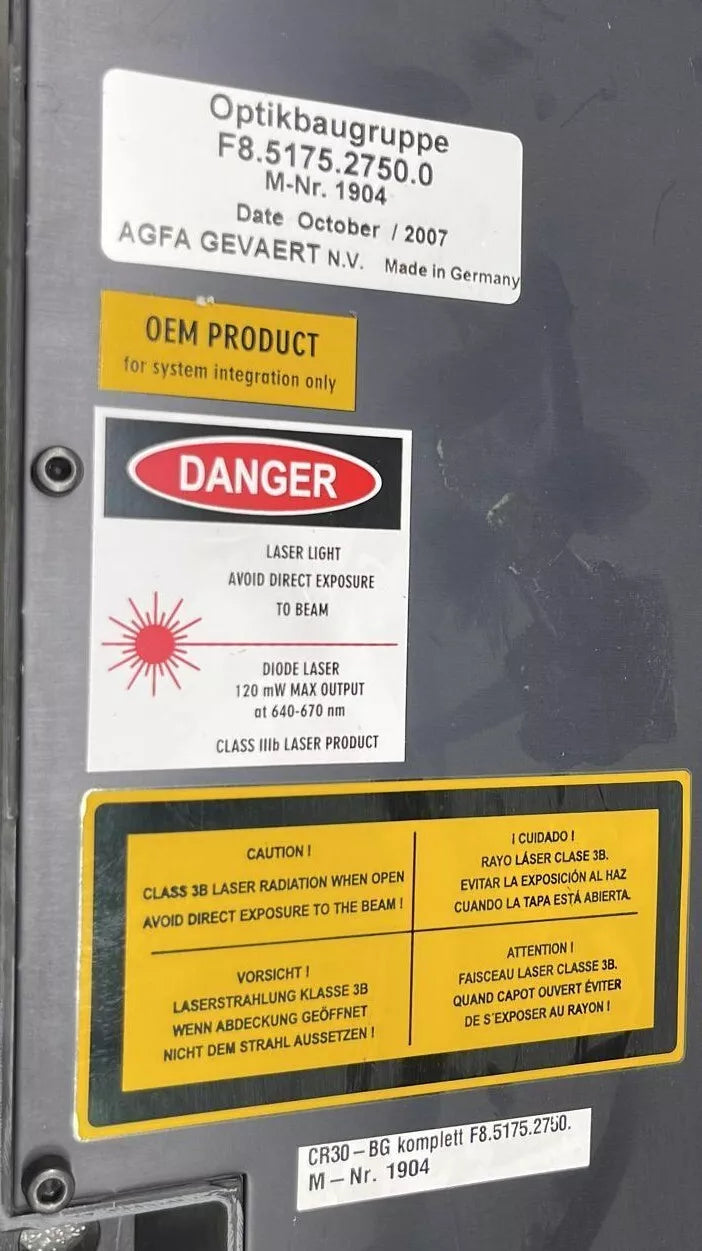 Optikbaugruppe
F8.5175.2750.0
M-Nr. 1904
Date October / 2007
AGFA GEVAERT N.V. Made in Germany
OEM PRODUCT
for system integration only
DANGER
LASER LIGHT
AVOID DIRECT EXPOSURE
TO BEAM
DIODE LASER
120 mW MAX OUTPUT
at 640-670 nm
CLASS IIIb LASER PRODUCT
CAUTION !
CLASS 3B LASER RADIATION WHEN OPEN
AVOID DIRECT EXPOSURE TO THE BEAM !
¡ CUIDADO !
RAYO LÁSER CLASE 3B.
EVITAR LA EXPOSICIÓN AL HAZ
CUANDO LA TAPA ESTÁ ABIERTA.
VORSICHT !
LASERSTRAHLUNG KLASSE 3B
WENN ABDECKUNG GEÖFFNET
NICHT DEM STRAHL AUSSETZEN !
ATTENTION !
FAISCEAU LASER CLASSE 3B.
QUAND CAPOT OUVERT ÉVITER
DE S'EXPOSER AU RAYON !
CR30 – BG komplett F8.5175.2750.
M – Nr. 1904